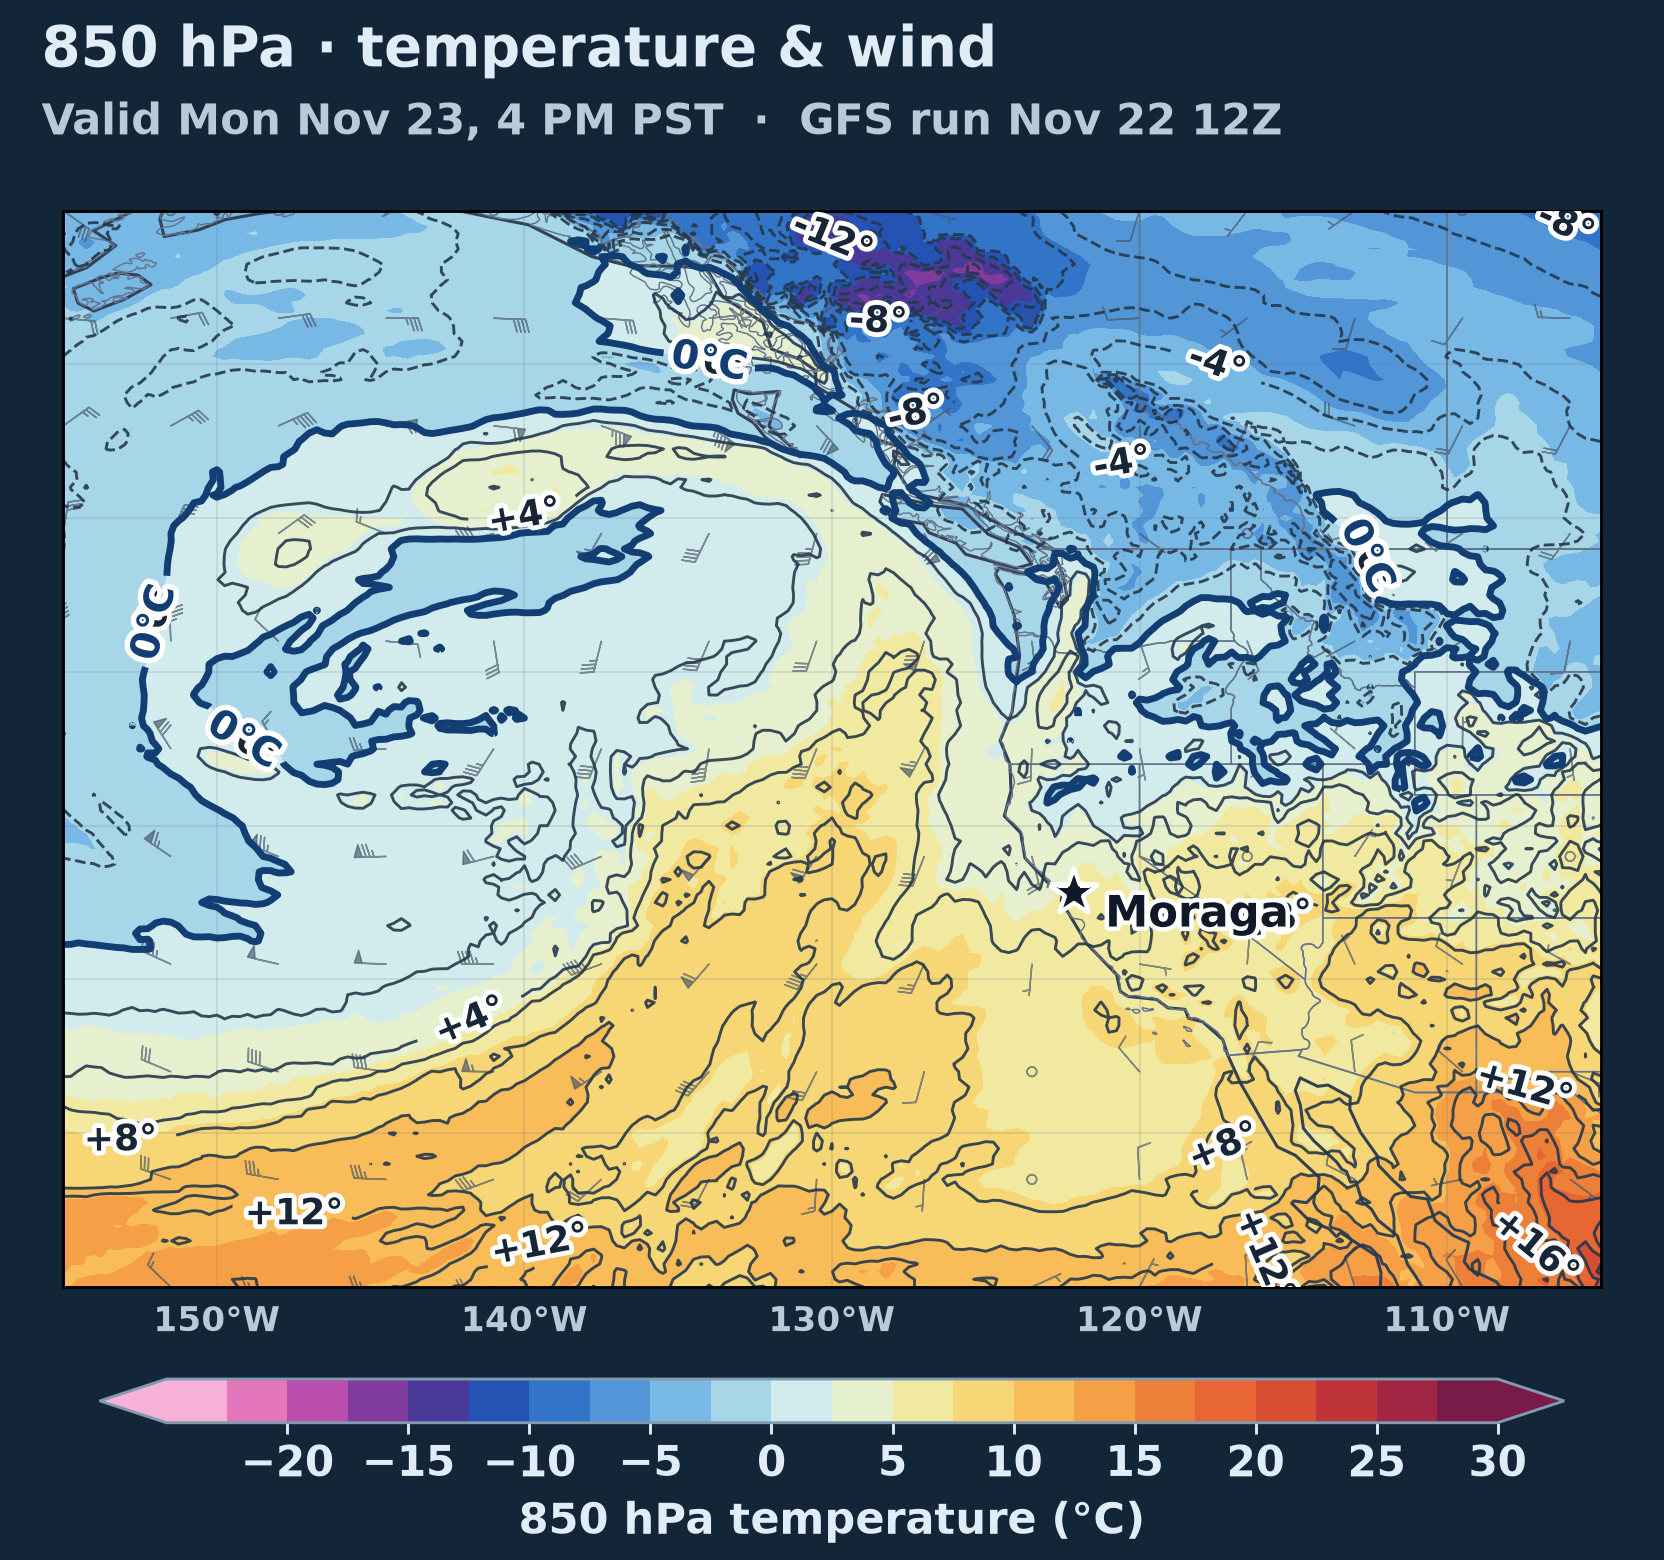 850 hPa · temperature & wind
Valid Mon Nov 23, 4 PM PST · GFS run Nov 22 12Z
-12°
-8°
-8°
0°C
-4°
-8°
-4°
+4°
0°C
0°C
0°C
Moraga
+4°
+12°
+8°
+8°
+12°
+12°
+12°
+16°
150°W 140°W 130°W 120°W 110°W
−20 −15 −10 −5 0 5 10 15 20 25 30
850 hPa temperature (°C)